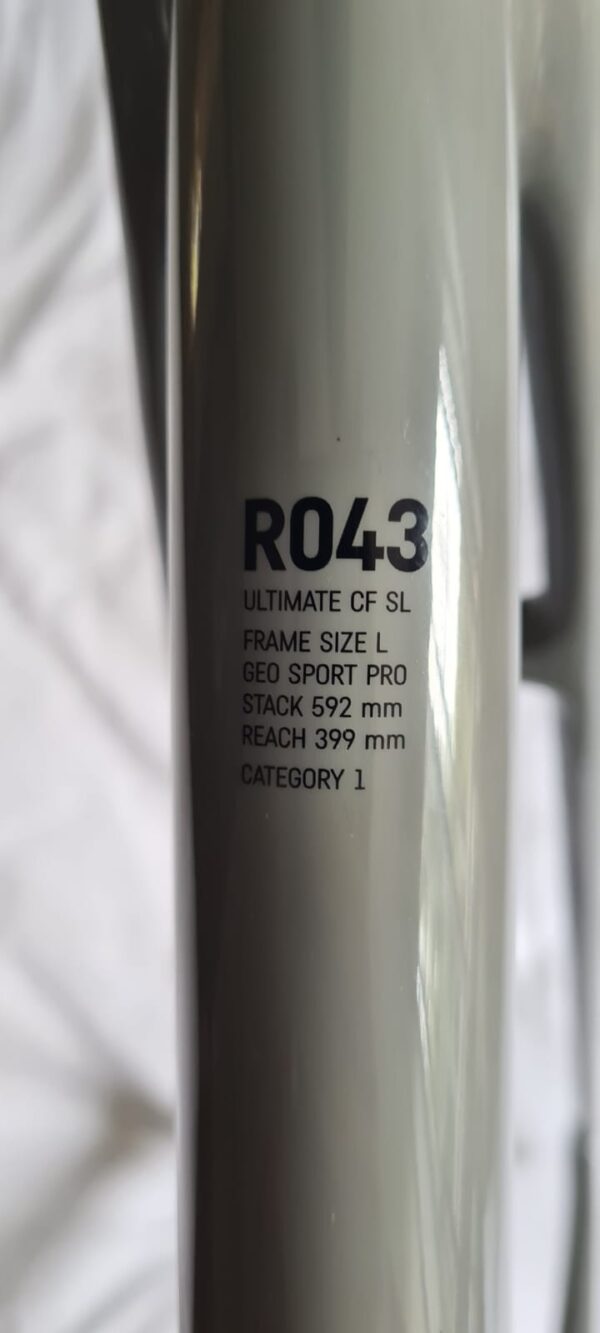 R043
ULTIMATE CF SL
FRAME SIZE L
GEO SPORT PRO
STACK 592 mm
REACH 399 mm
CATEGORY 1